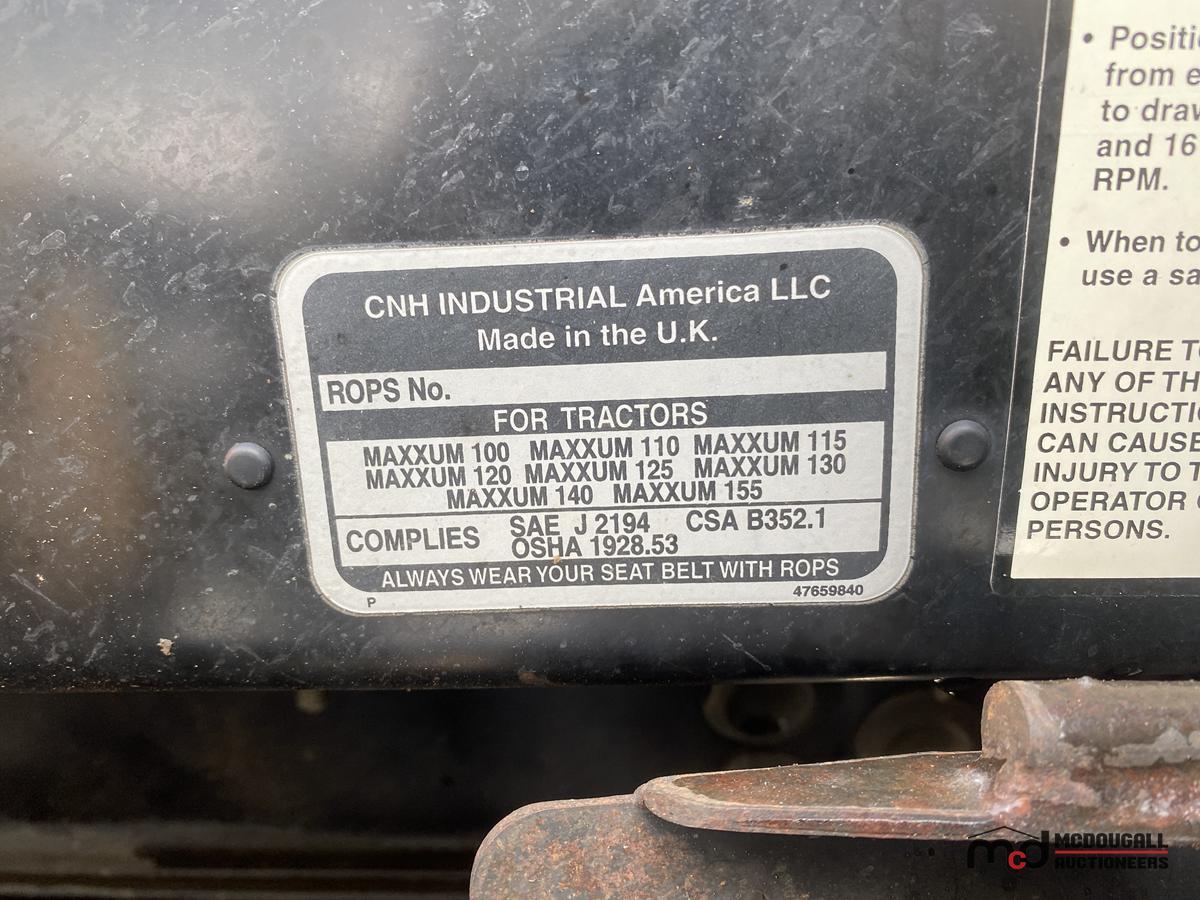 CNH INDUSTRIAL America LLC
Made in the U.K.
ROPS No.
FOR TRACTORS
MAXXUM 100 MAXXUM 110 MAXXUM 115
MAXXUM 120 MAXXUM 125 MAXXUM 130
MAXXUM 140 MAXXUM 155
COMPLIES SAE J 2194 CSA B352.1
OSHA 1928.53
ALWAYS WEAR YOUR SEAT BELT WITH ROPS
P 47659840
• Positi
from e
to draw
and 16
RPM.
• When to
use a sa
FAILURE T
ANY OF TH
INSTRUCTI
CAN CAUSE
INJURY TO T
OPERATOR
PERSONS.
mcd MCDOUGALL
AUCTIONEERS